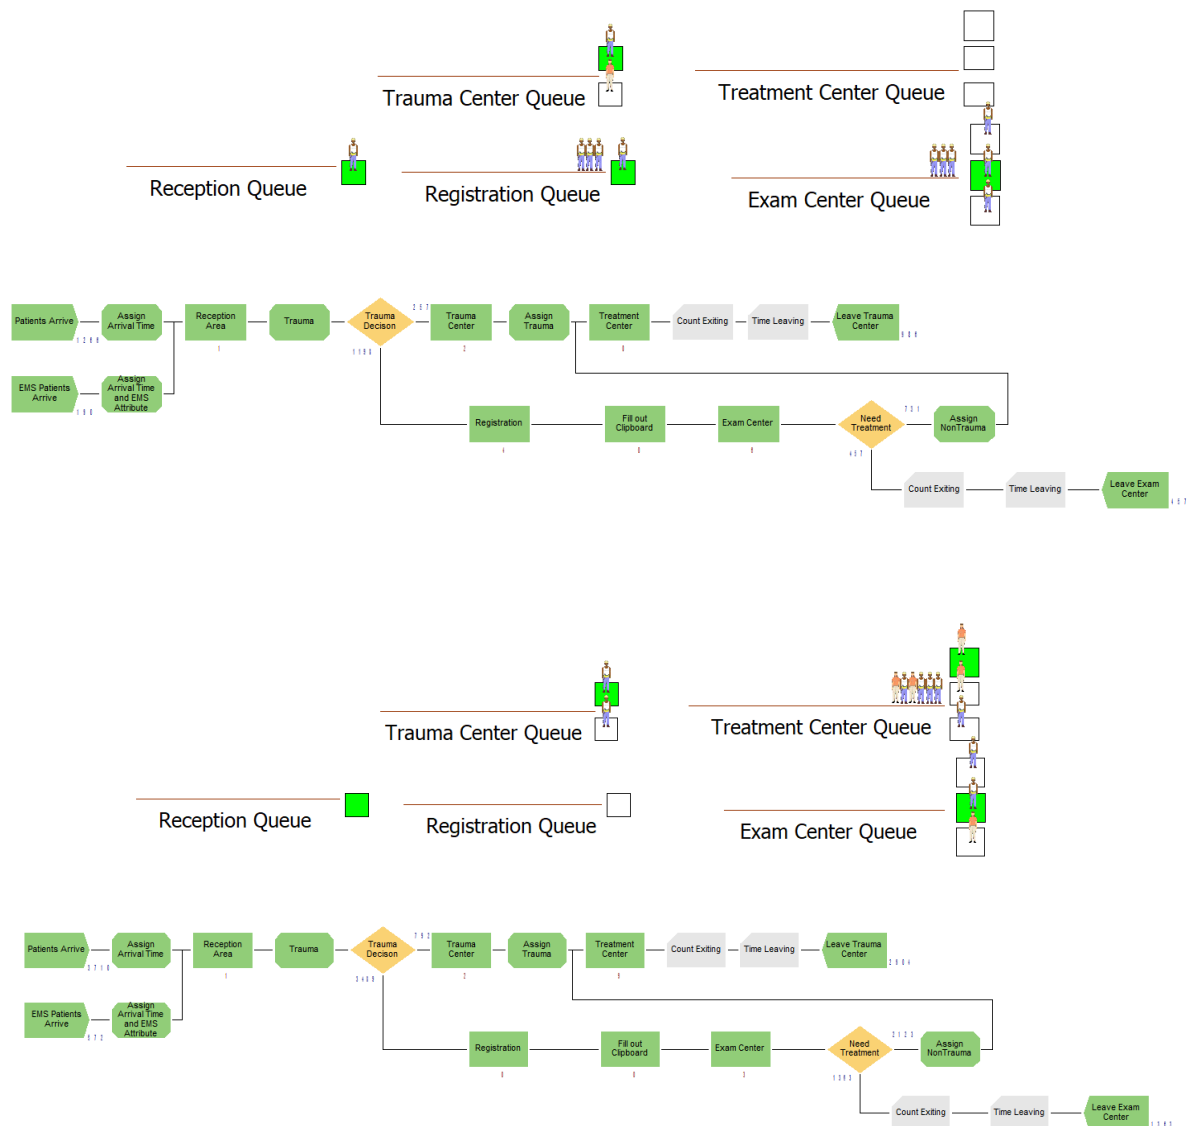 Trauma Center Queue
Treatment Center Queue
Reception Queue
Registration Queue
Exam Center Queue
Patients Arrive
Assign
Arrival Time
Reception
Area
Trauma
Trauma
Decison
Trauma
Center
Assign
Trauma
Treatment
Center
Count Exiting
Time Leaving
Leave Trauma
Center
EMS Patients
Arrive
Assign
Arrival Time
and EMS
Attribute
Registration
Fill out
Clipboard
Exam Center
Need
Treatment
Assign
NonTrauma
Count Exiting
Time Leaving
Leave Exam
Center
Trauma Center Queue
Treatment Center Queue
Reception Queue
Registration Queue
Exam Center Queue
Patients Arrive
Assign
Arrival Time
Reception
Area
Trauma
Trauma
Decison
Trauma
Center
Assign
Trauma
Treatment
Center
Count Exiting
Time Leaving
Leave Trauma
Center
EMS Patients
Arrive
Assign
Arrival Time
and EMS
Attribute
Registration
Fill out
Clipboard
Exam Center
Need
Treatment
Assign
NonTrauma
Count Exiting
Time Leaving
Leave Exam
Center